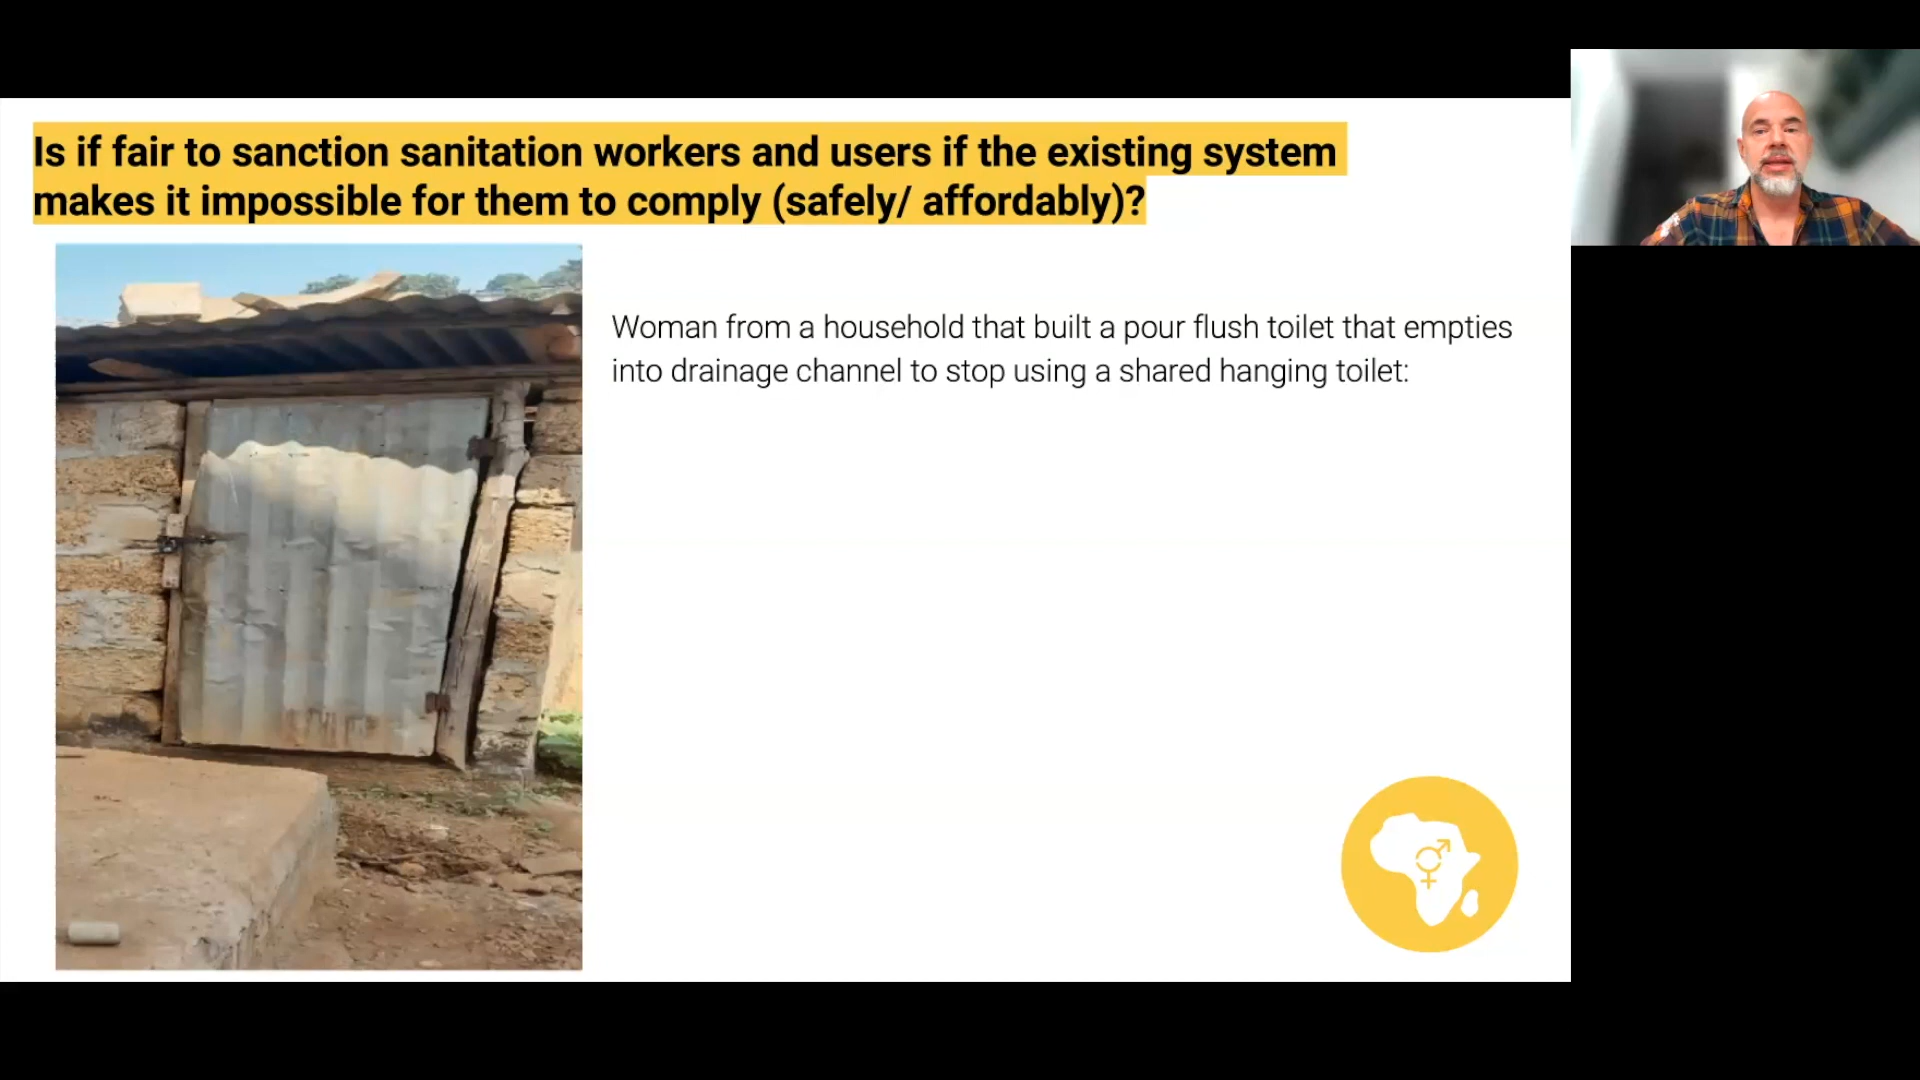 Is if fair to sanction sanitation workers and users if the existing system
makes it impossible for them to comply (safely/ affordably)?
Woman from a household that built a pour flush toilet that empties
into drainage channel to stop using a shared hanging toilet: